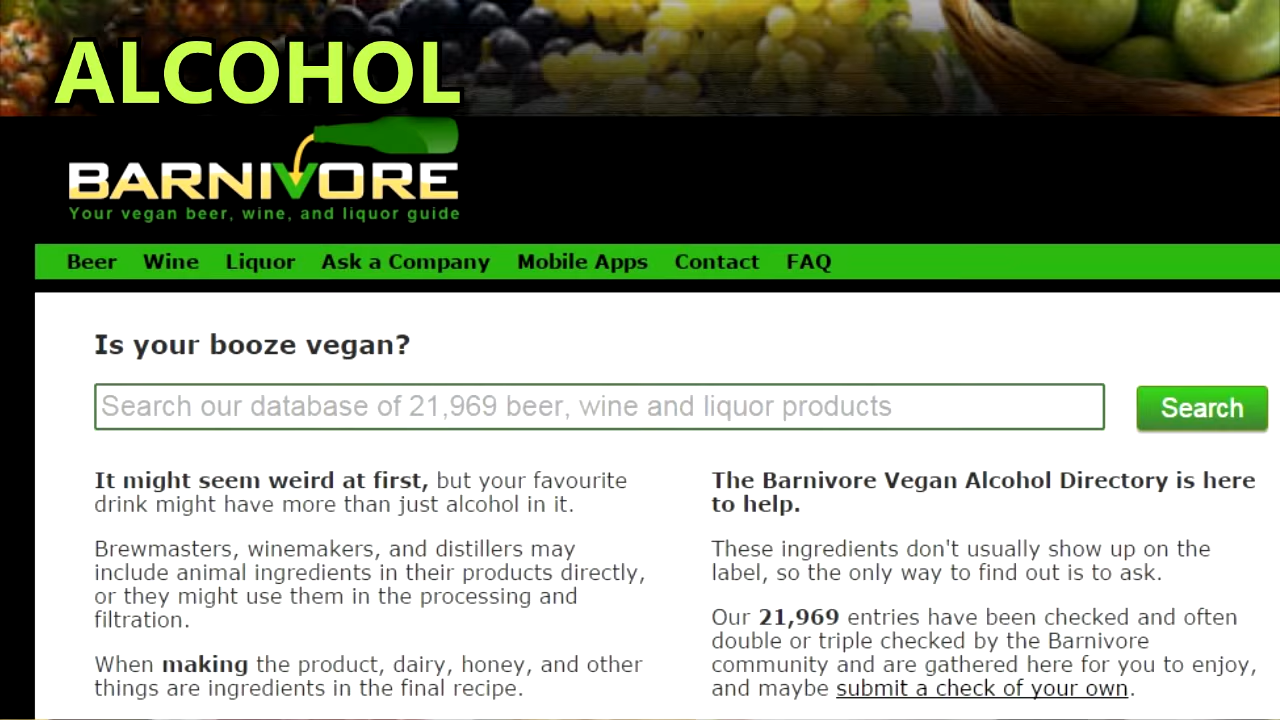 ALCOHOL
BARNIVORE
Your vegan beer, wine, and liquor guide
Beer Wine Liquor Ask a Company Mobile Apps Contact FAQ
Is your booze vegan?
Search our database of 21,969 beer, wine and liquor products
Search
It might seem weird at first, but your favourite
drink might have more than just alcohol in it.
Brewmasters, winemakers, and distillers may
include animal ingredients in their products directly,
or they might use them in the processing and
filtration.
When making the product, dairy, honey, and other
things are ingredients in the final recipe.
The Barnivore Vegan Alcohol Directory is here
to help.
These ingredients don't usually show up on the
label, so the only way to find out is to ask.
Our 21,969 entries have been checked and often
double or triple checked by the Barnivore
community and are gathered here for you to enjoy,
and maybe submit a check of your own.